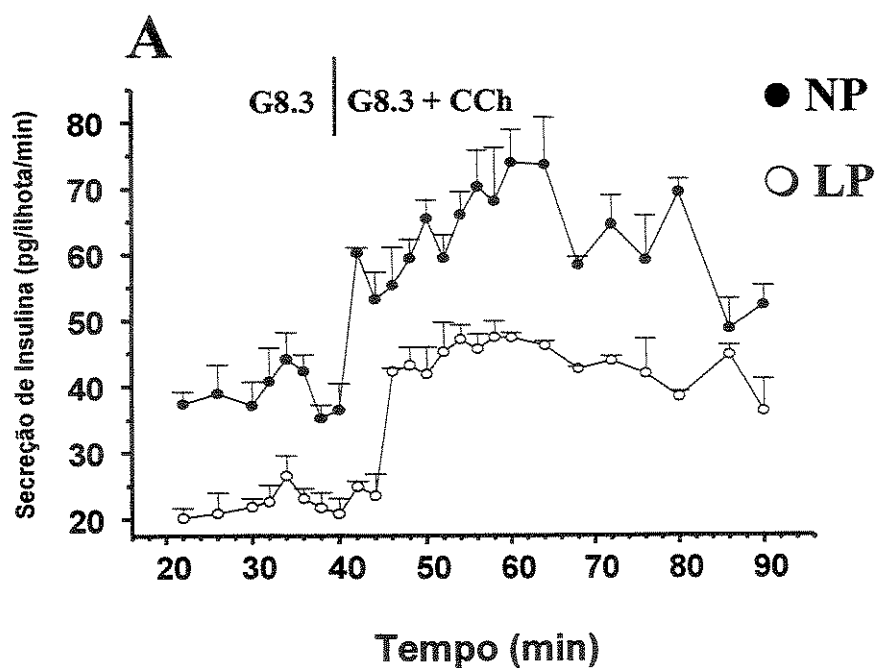 A
G8.3 G8.3 + CCh
NP
LP
Secreção de Insulina (pg/ilhota/min)
80
70
60
50
40
30
20
20 30 40 50 60 70 80 90
Tempo (min)